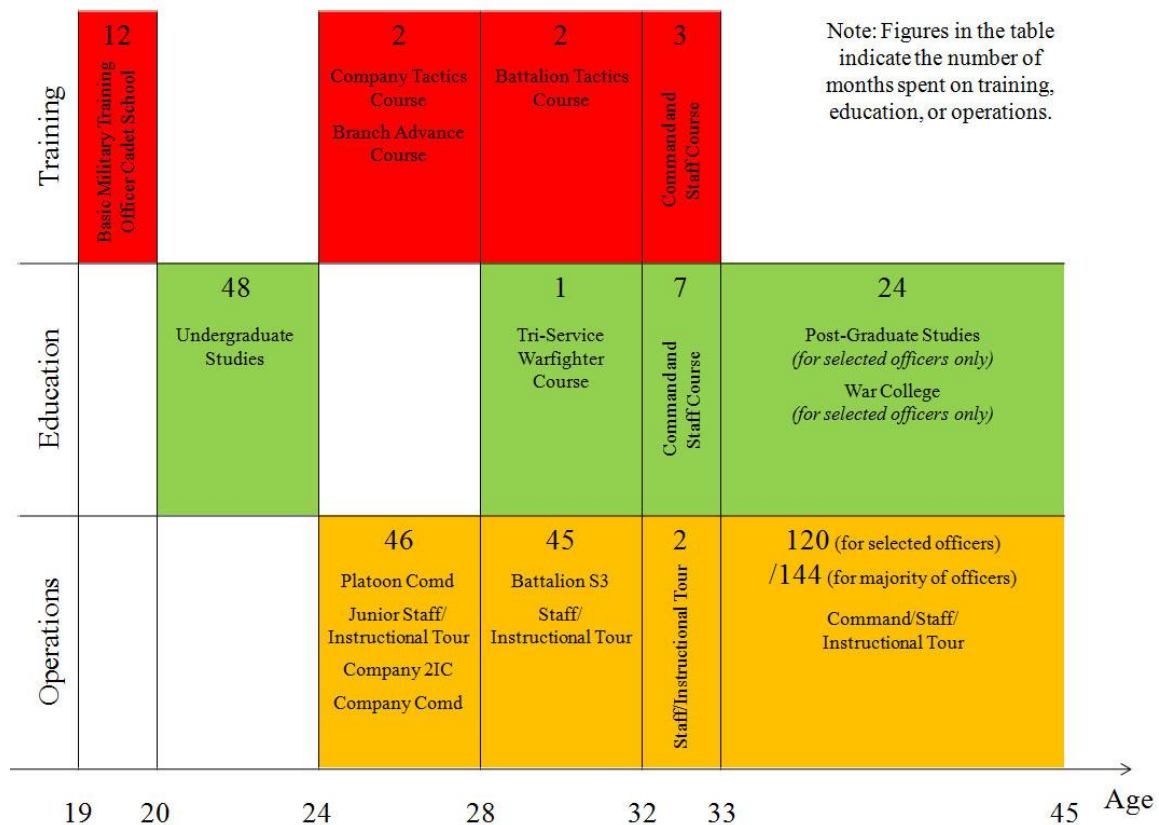 Training
12
Basic Military Training
Officer Cadet School
2
Company Tactics
Course
Branch Advance
Course
2
Battalion Tactics
Course
3
Command and
Staff Course
Note: Figures in the table
indicate the number of
months spent on training,
education, or operations.
Education
48
Undergraduate
Studies
1
Tri-Service
Warfighter
Course
7
Command and
Staff Course
24
Post-Graduate Studies
(for selected officers only)
War College
(for selected officers only)
Operations
46
Platoon Comd
Junior Staff/
Instructional Tour
Company 2IC
Company Comd
45
Battalion S3
Staff/
Instructional Tour
2
Staff/Instructional Tour
120 (for selected officers)
/144 (for majority of officers)
Command/Staff/
Instructional Tour
19 20 24 28 32 33 45 Age